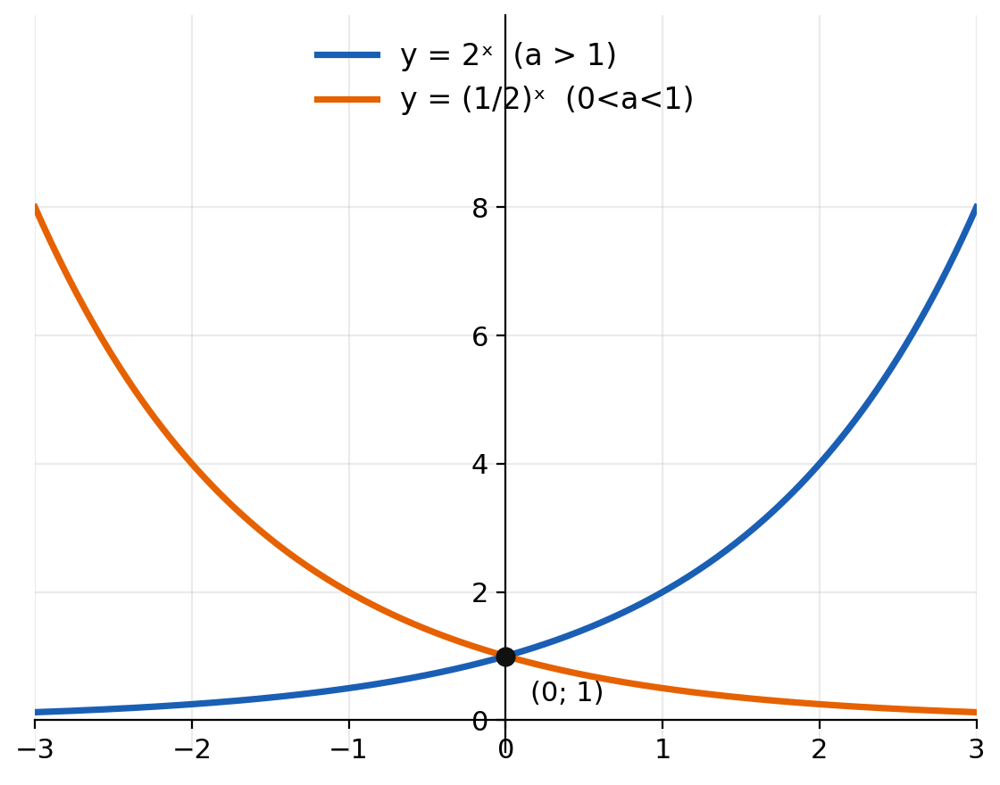 y = 2ˣ  (a > 1)
y = (1/2)ˣ  (0<a<1)
8
6
4
2
(0; 1)
0
−3 −2 −1 0 1 2 3